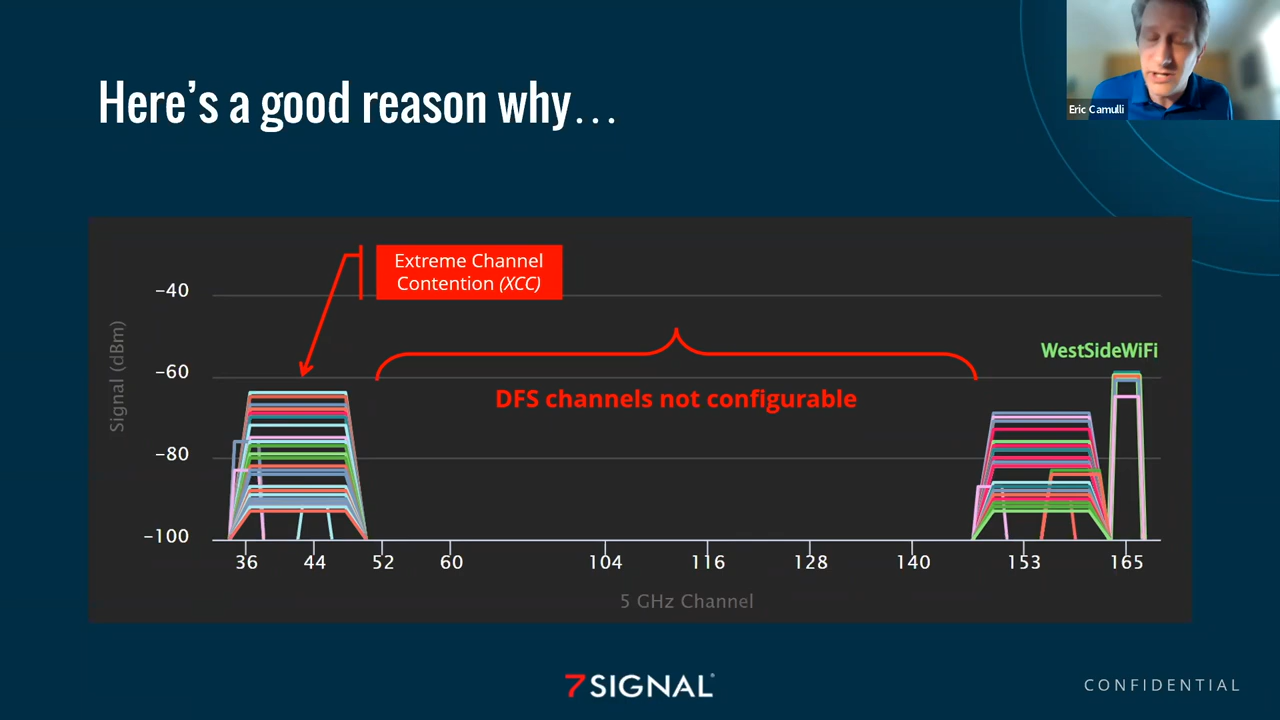 Here's a good reason why...
Eric Camulli
Extreme Channel
Contention (XCC)
−40
−60
−80
−100
Signal (dBm)
WestSideWiFi
DFS channels not configurable
36 44 52 60 104 116 128 140 153 165
5 GHz Channel
7SIGNAL®
CONFIDENTIAL